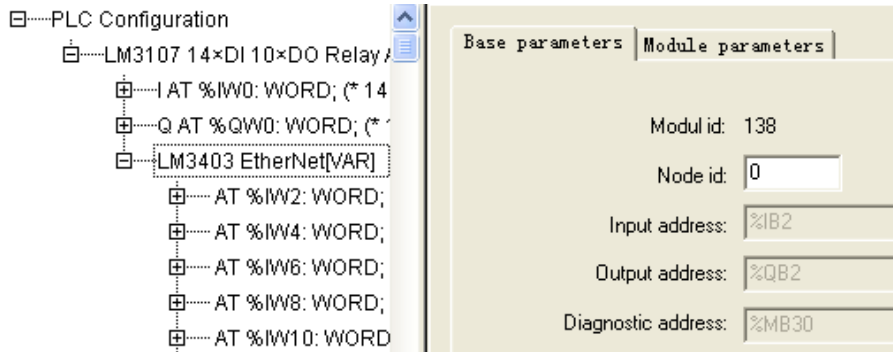 PLC Configuration
LM3107 14×DI 10×DO Relay
I AT %IW0: WORD; (* 14
Q AT %QW0: WORD; (*
LM3403 EtherNet[VAR]
AT %IW2: WORD;
AT %IW4: WORD;
AT %IW6: WORD;
AT %IW8: WORD;
AT %IW10: WORD
Base parameters Module parameters
Modul id: 138
Node id: 0
Input address: %IB2
Output address: %QB2
Diagnostic address: %MB30